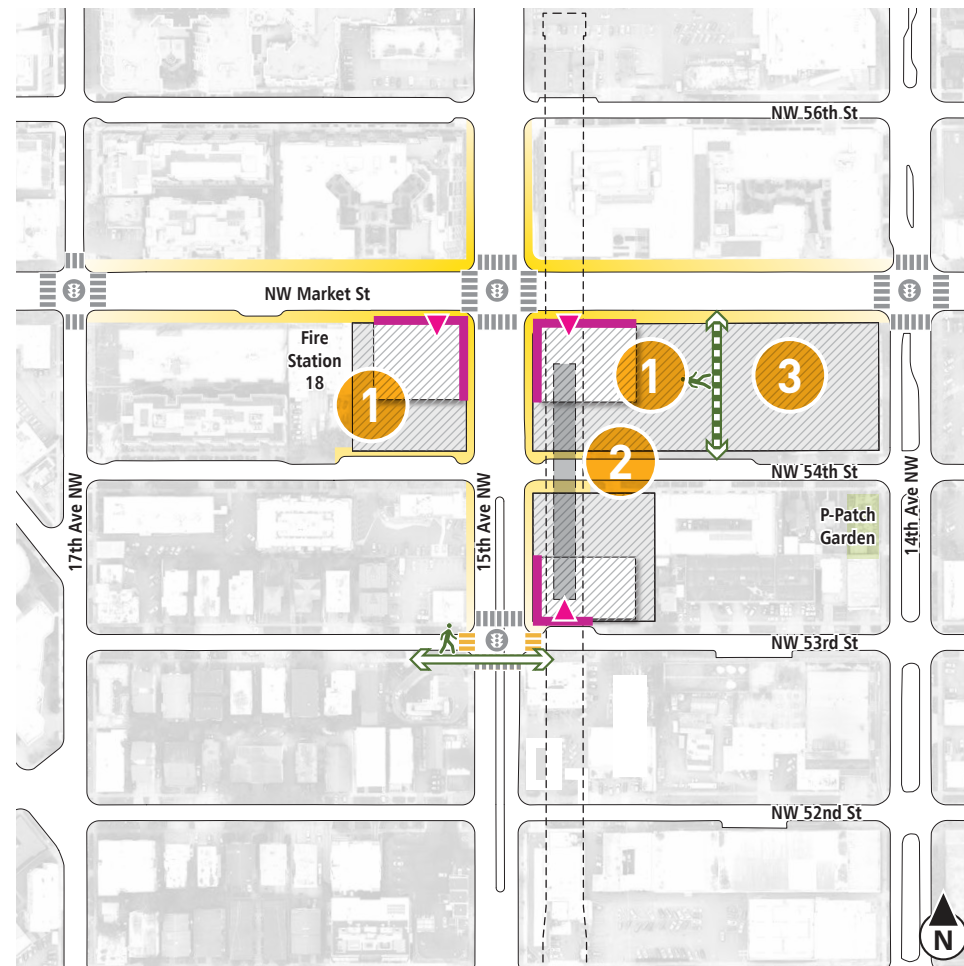 NW 56th St
NW Market St
Fire
Station
18
1
1
3
2
NW 54th St
17th Ave NW
15th Ave NW
14th Ave NW
P-Patch
Garden
NW 53rd St
NW 52nd St
N